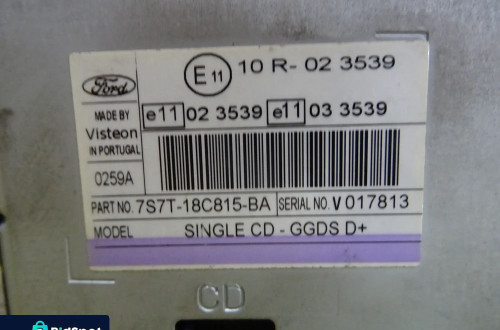 Ford
E11 10 R- 02 3539
MADE BY
Visteon
IN PORTUGAL
e11 02 3539 e11 03 3539
0259A
PART NO. 7S7T-18C815-BA SERIAL NO. V 017813
MODEL SINGLE CD - GGDS D+
CD
BidSpot